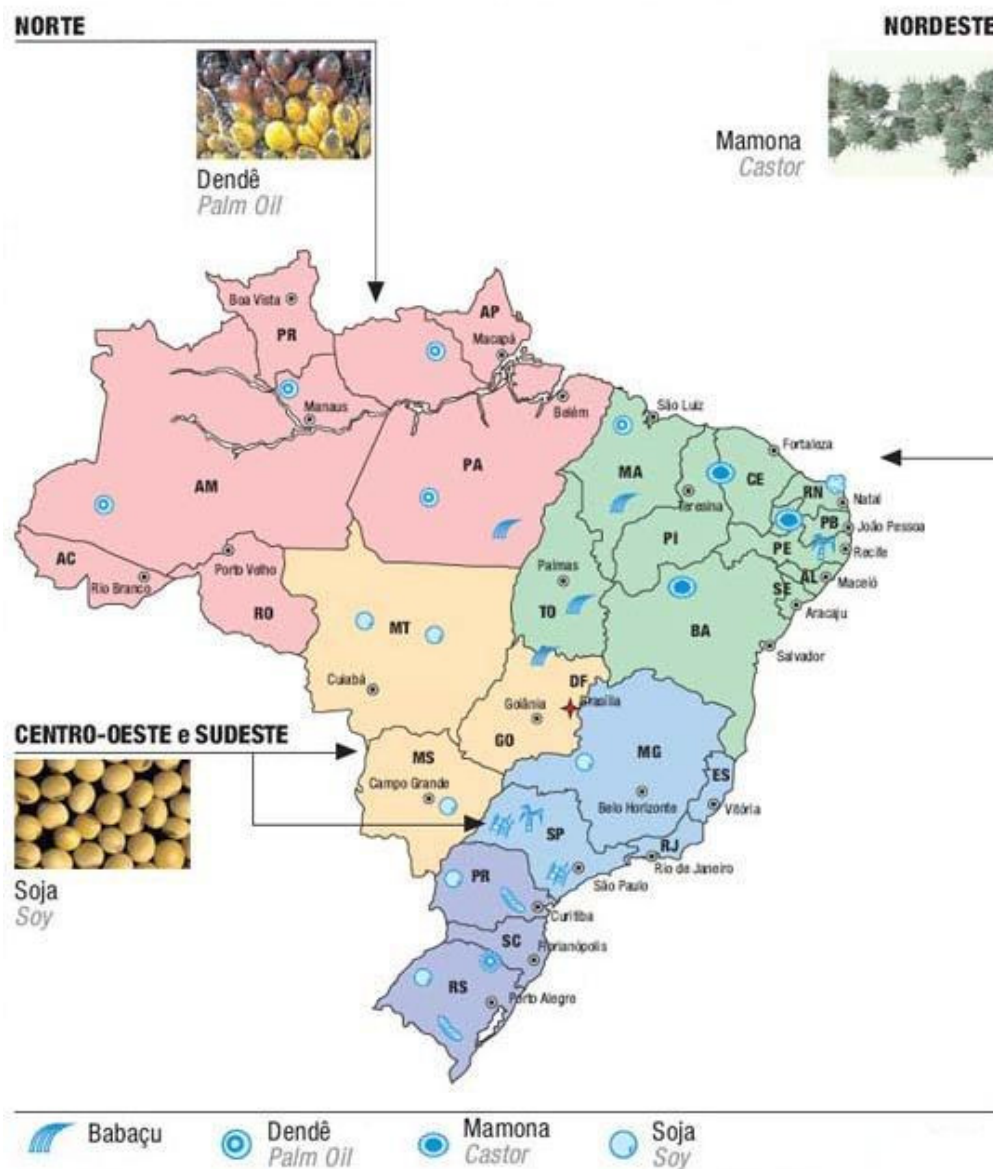 NORTE
NORDESTE
Dendê
Palm Oil
Mamona
Castor
Boa Vista
PR
AP
Macapá
Manaus
Belém
São Luiz
Fortaleza
PA
MA
CE
AM
Teresina
RN
Natal
PB
João Pessoa
PI
PE
Recife
AC
Porto Velho
Palmas
AL
Maceió
Rio Branco
SE
Aracaju
RO
MT
TO
BA
Salvador
Cuiabá
DF
Goiânia
Brasília
CENTRO-OESTE e SUDESTE
GO
MG
MS
ES
Campo Grande
Belo Horizonte
Vitória
SP
RJ
Rio de Janeiro
São Paulo
PR
Soja
Soy
Curitiba
SC
Florianópolis
RS
Porto Alegre
Babaçu
Dendê
Palm Oil
Mamona
Castor
Soja
Soy